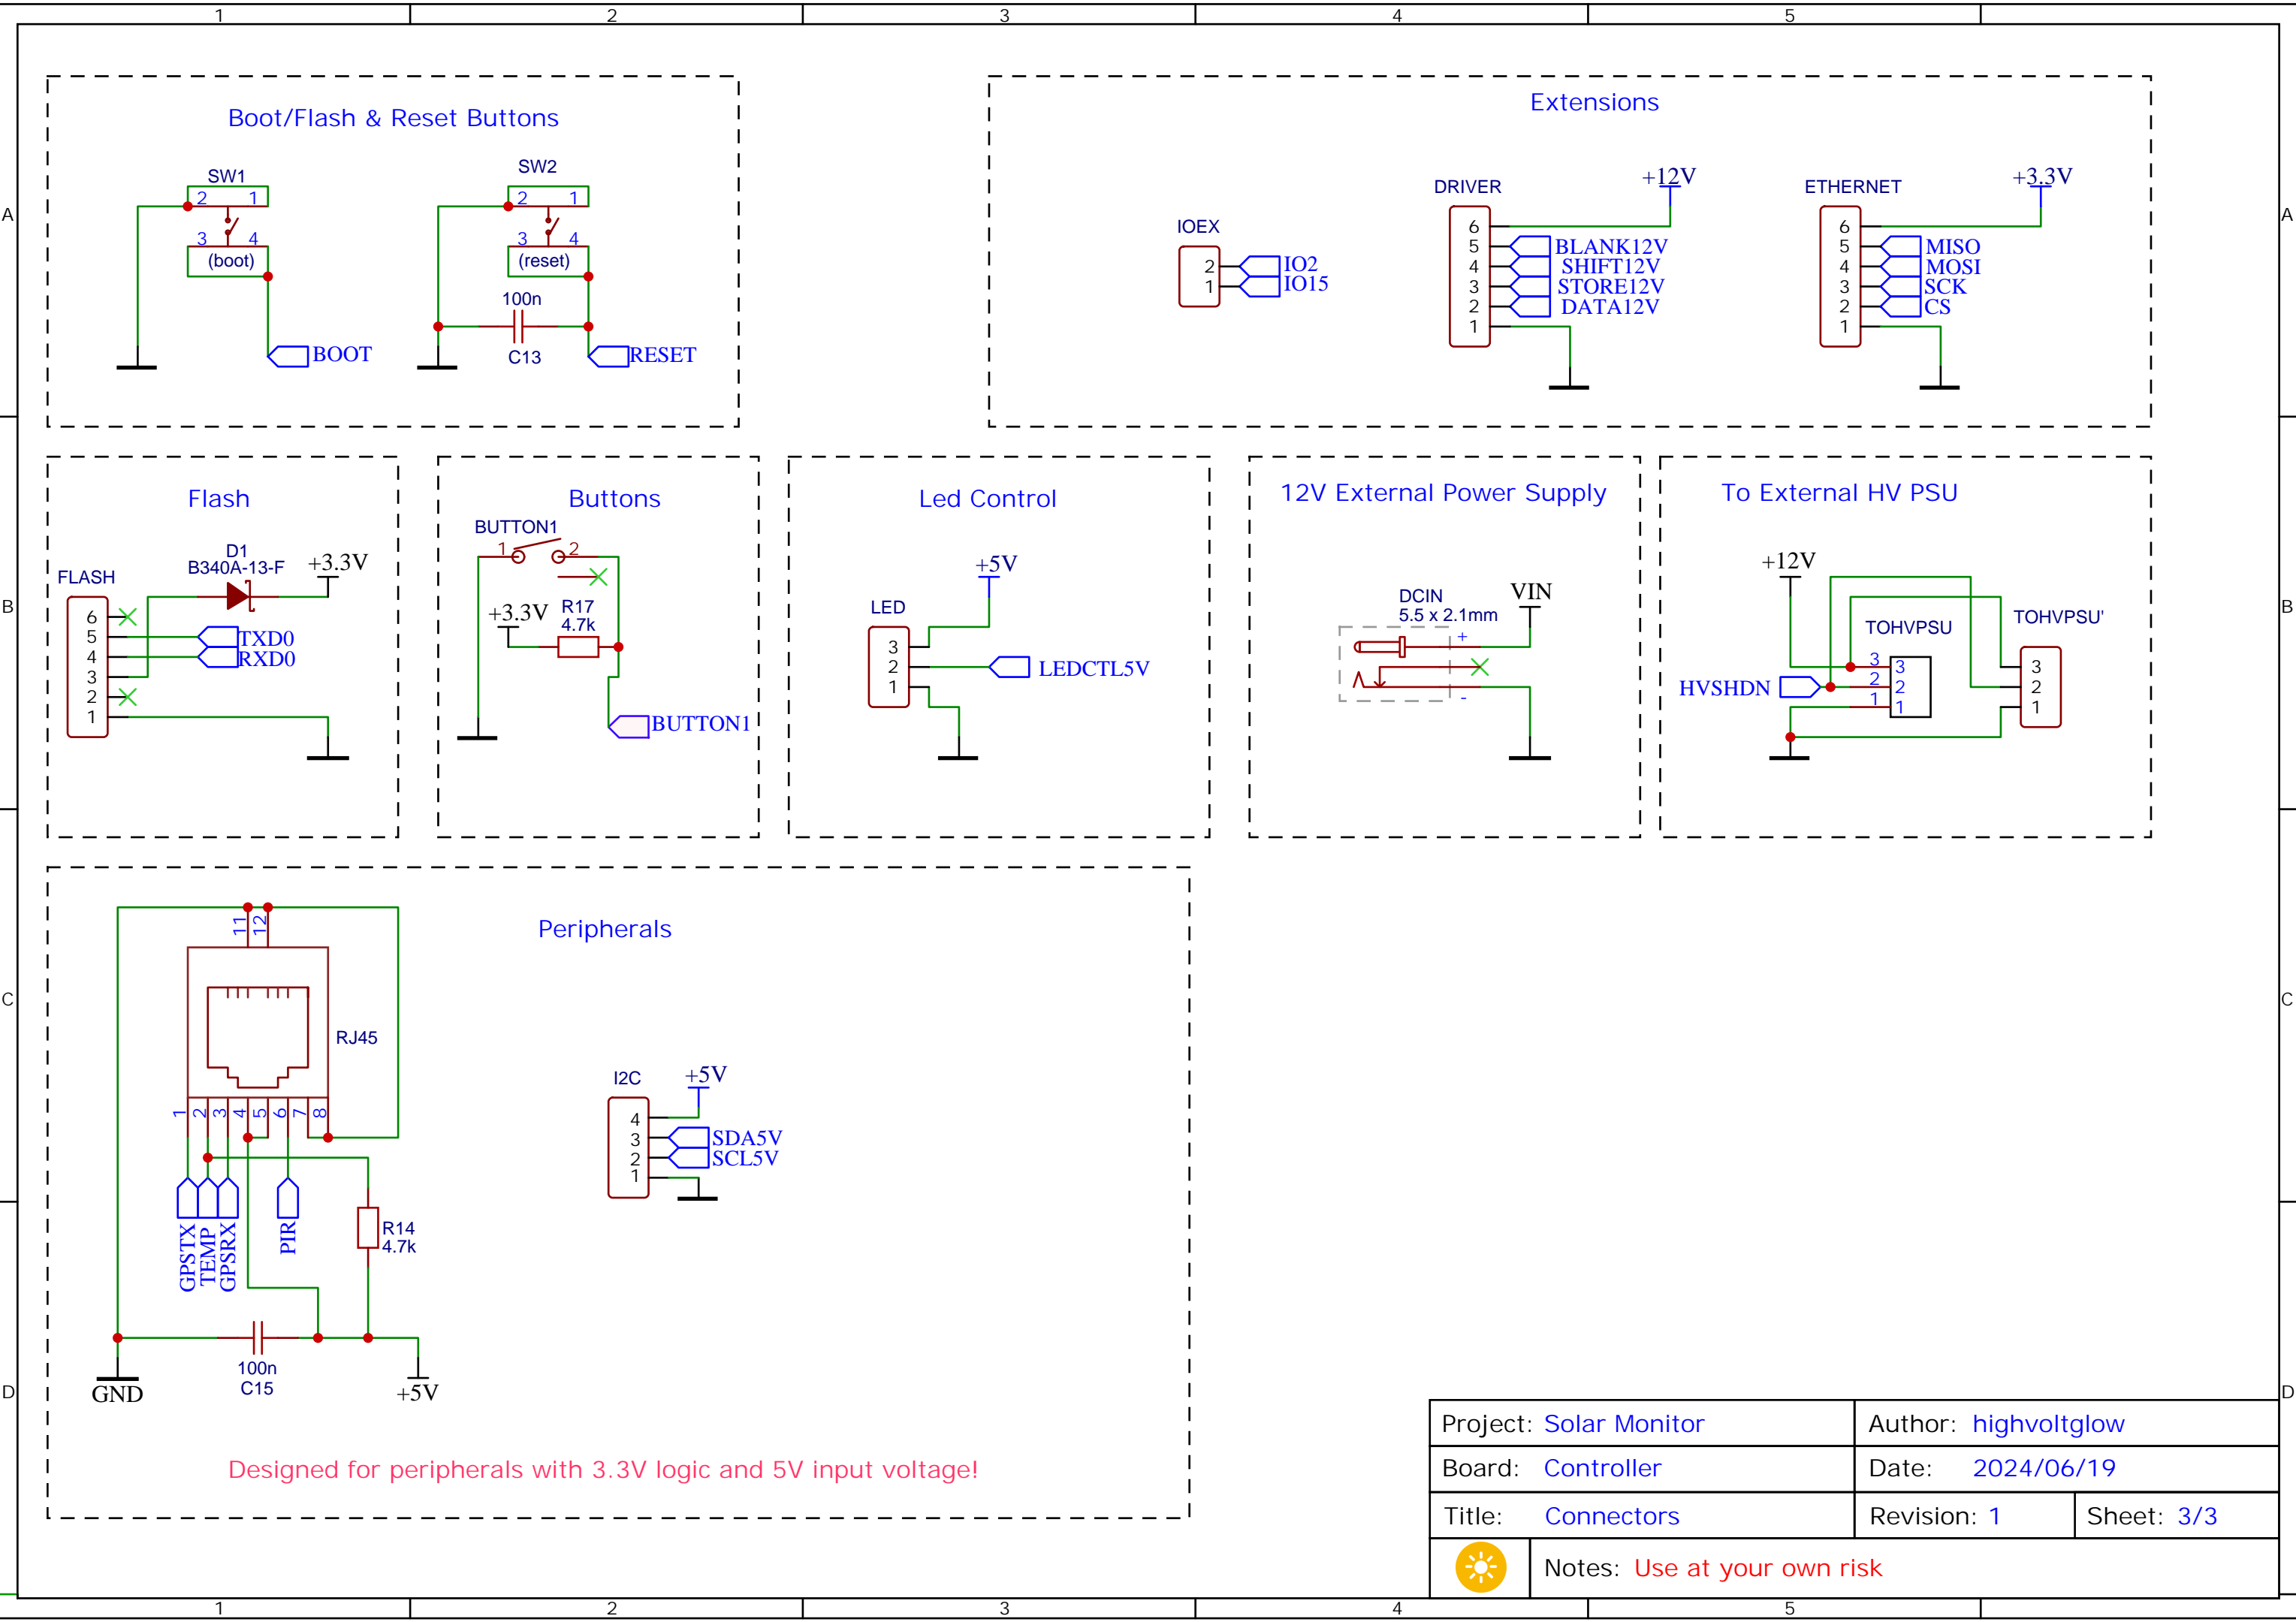 1 2 3 4 5
A A
B B
C C
D D
Boot/Flash & Reset Buttons
SW1
2 1
3 4
(boot)
BOOT
SW2
2 1
3 4
(reset)
100n
C13
RESET
Extensions
IOEX
2 IO2
1 IO15
DRIVER
+12V
6
5 BLANK12V
4 SHIFT12V
3 STORE12V
2 DATA12V
1
ETHERNET
+3.3V
6
5 MISO
4 MOSI
3 SCK
2 CS
1
Flash
D1
B340A-13-F
+3.3V
FLASH
6
5 TXD0
4 RXD0
3
2
1
Buttons
BUTTON1
1 2
+3.3V
R17
4.7k
BUTTON1
Led Control
+5V
LED
3
2 LEDCTL5V
1
12V External Power Supply
DCIN
5.5 x 2.1mm
VIN
+
-
To External HV PSU
+12V
TOHVPSU
3 3
HVSHDN 2 2
1 1
TOHVPSU'
3
2
1
Peripherals
11 12
RJ45
1 2 3 4 5 6 7 8
GPSTX
TEMP
GPSRX
PIR
R14
4.7k
100n
C15
GND
+5V
I2C
+5V
4
3 SDA5V
2 SCL5V
1
Designed for peripherals with 3.3V logic and 5V input voltage!
Project: Solar Monitor Author: highvoltglow
Board: Controller Date: 2024/06/19
Title: Connectors Revision: 1 Sheet: 3/3
Notes: Use at your own risk
1 2 3 4 5